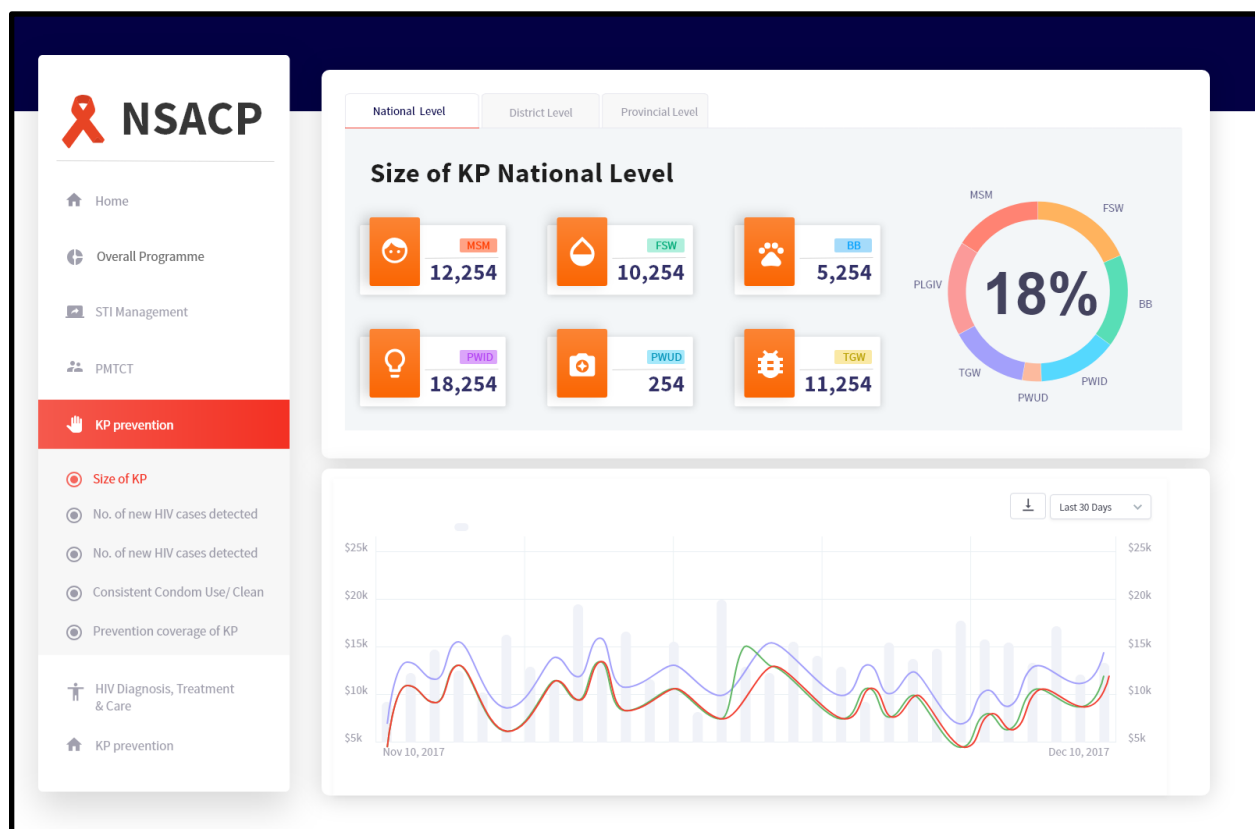 NSACP
Home
Overall Programme
STI Management
PMTCT
KP prevention
Size of KP
No. of new HIV cases detected
No. of new HIV cases detected
Consistent Condom Use/ Clean
Prevention coverage of KP
HIV Diagnosis, Treatment
& Care
KP prevention
National Level
District Level
Provincial Level
Size of KP National Level
MSM
12,254
FSW
10,254
BB
5,254
PWID
18,254
PWUD
254
TGW
11,254
MSM
FSW
PLGIV
18%
BB
TGW
PWID
PWUD
Last 30 Days
$25k
$20k
$15k
$10k
$5k
$25k
$20k
$15k
$10k
$5k
Nov 10, 2017
Dec 10, 2017